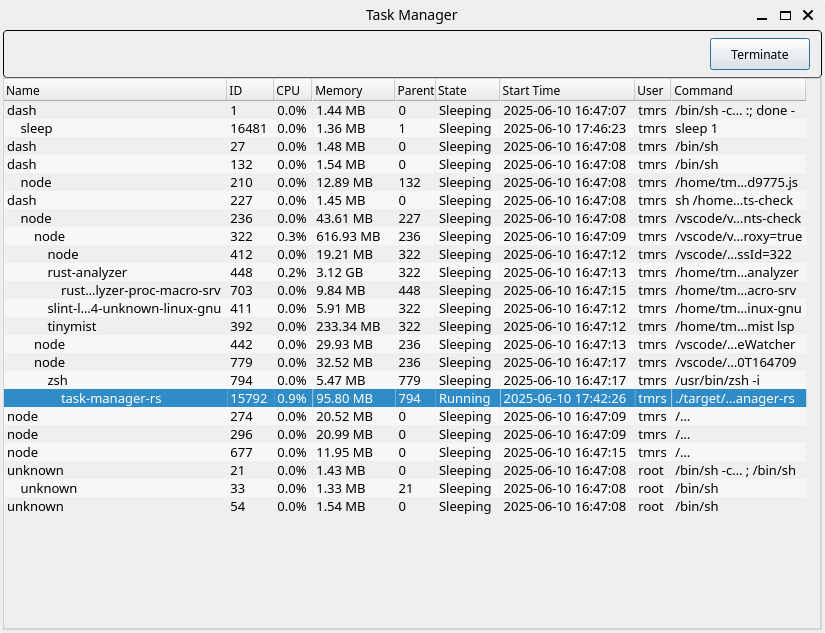 Task Manager
Terminate
Name ID CPU Memory Parent State Start Time User Command
dash 1 0.0% 1.44 MB 0 Sleeping 2025-06-10 16:47:07 tmrs /bin/sh -c... :; done -
sleep 16481 0.0% 1.36 MB 1 Sleeping 2025-06-10 17:46:23 tmrs sleep 1
dash 27 0.0% 1.48 MB 0 Sleeping 2025-06-10 16:47:08 tmrs /bin/sh
dash 132 0.0% 1.54 MB 0 Sleeping 2025-06-10 16:47:08 tmrs /bin/sh
node 210 0.0% 12.89 MB 132 Sleeping 2025-06-10 16:47:08 tmrs /home/tm...d9775.js
dash 227 0.0% 1.45 MB 0 Sleeping 2025-06-10 16:47:08 tmrs sh /home...ts-check
node 236 0.0% 43.61 MB 227 Sleeping 2025-06-10 16:47:08 tmrs /vscode/v...nts-check
node 322 0.3% 616.93 MB 236 Sleeping 2025-06-10 16:47:09 tmrs /vscode/v...roxy=true
node 412 0.0% 19.21 MB 322 Sleeping 2025-06-10 16:47:12 tmrs /vscode/...ssId=322
rust-analyzer 448 0.2% 3.12 GB 322 Sleeping 2025-06-10 16:47:13 tmrs /home/tm...analyzer
rust...lyzer-proc-macro-srv 703 0.0% 9.84 MB 448 Sleeping 2025-06-10 16:47:15 tmrs /home/tm...acro-srv
slint-l...4-unknown-linux-gnu 411 0.0% 5.91 MB 322 Sleeping 2025-06-10 16:47:12 tmrs /home/tm...inux-gnu
tinymist 392 0.0% 233.34 MB 322 Sleeping 2025-06-10 16:47:12 tmrs /home/tm...mist lsp
node 442 0.0% 29.93 MB 236 Sleeping 2025-06-10 16:47:13 tmrs /vscode/...eWatcher
node 779 0.0% 32.52 MB 236 Sleeping 2025-06-10 16:47:17 tmrs /vscode/...0T164709
zsh 794 0.0% 5.47 MB 779 Sleeping 2025-06-10 16:47:17 tmrs /usr/bin/zsh -i
task-manager-rs 15792 0.9% 95.80 MB 794 Running 2025-06-10 17:42:26 tmrs ./target/...anager-rs
node 274 0.0% 20.52 MB 0 Sleeping 2025-06-10 16:47:09 tmrs /...
node 296 0.0% 20.99 MB 0 Sleeping 2025-06-10 16:47:09 tmrs /...
node 677 0.0% 11.95 MB 0 Sleeping 2025-06-10 16:47:15 tmrs /...
unknown 21 0.0% 1.43 MB 0 Sleeping 2025-06-10 16:47:08 root /bin/sh -c... ; /bin/sh
unknown 33 0.0% 1.33 MB 21 Sleeping 2025-06-10 16:47:08 root /bin/sh
unknown 54 0.0% 1.54 MB 0 Sleeping 2025-06-10 16:47:08 root /bin/sh